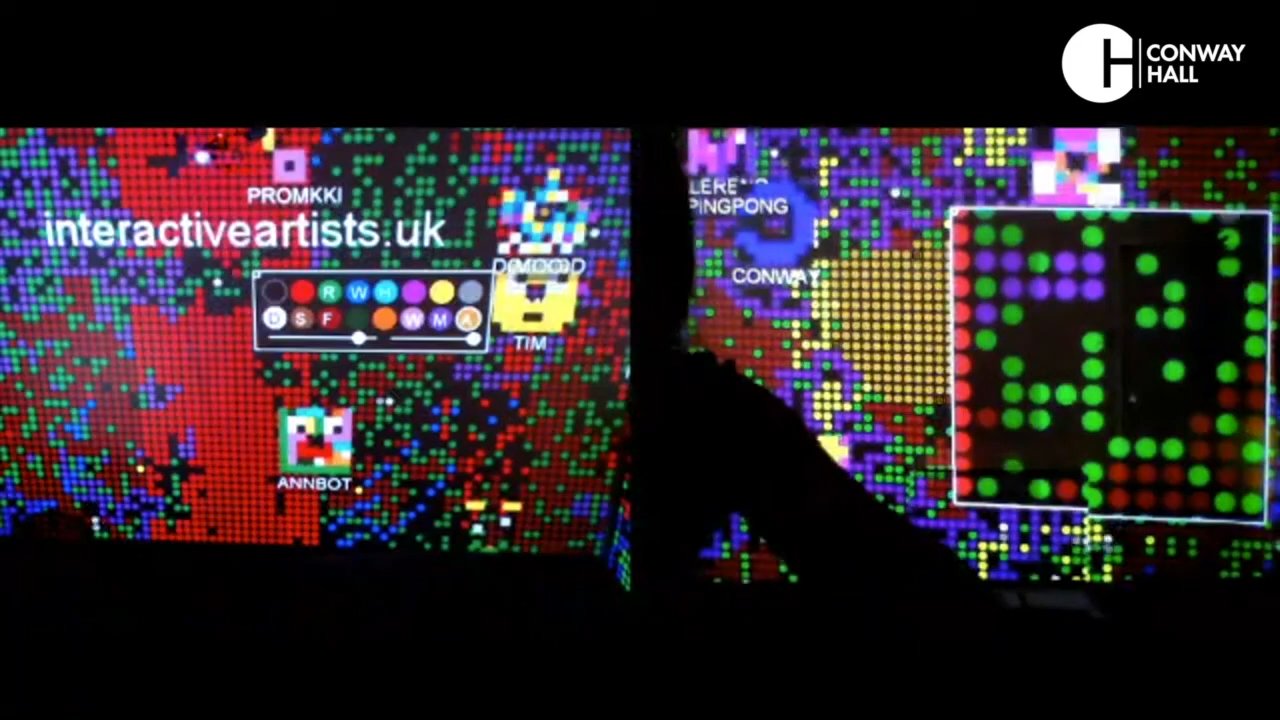 CONWAY
HALL
PROMKKI
interactiveartists.uk
R W H
D S F W M A
TIM
ANNBOT
PINGPONG
CONWAY